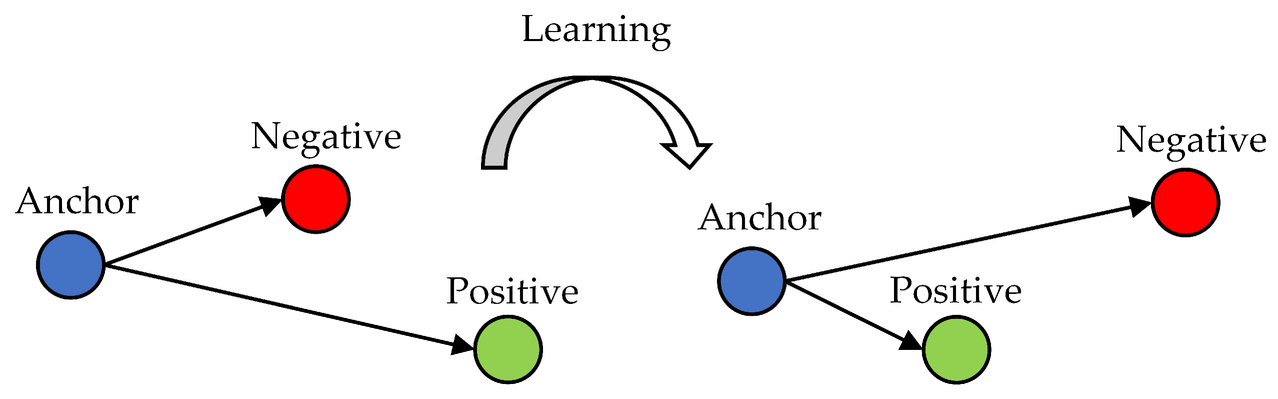 Learning
Negative
Anchor
Positive
Negative
Anchor
Positive